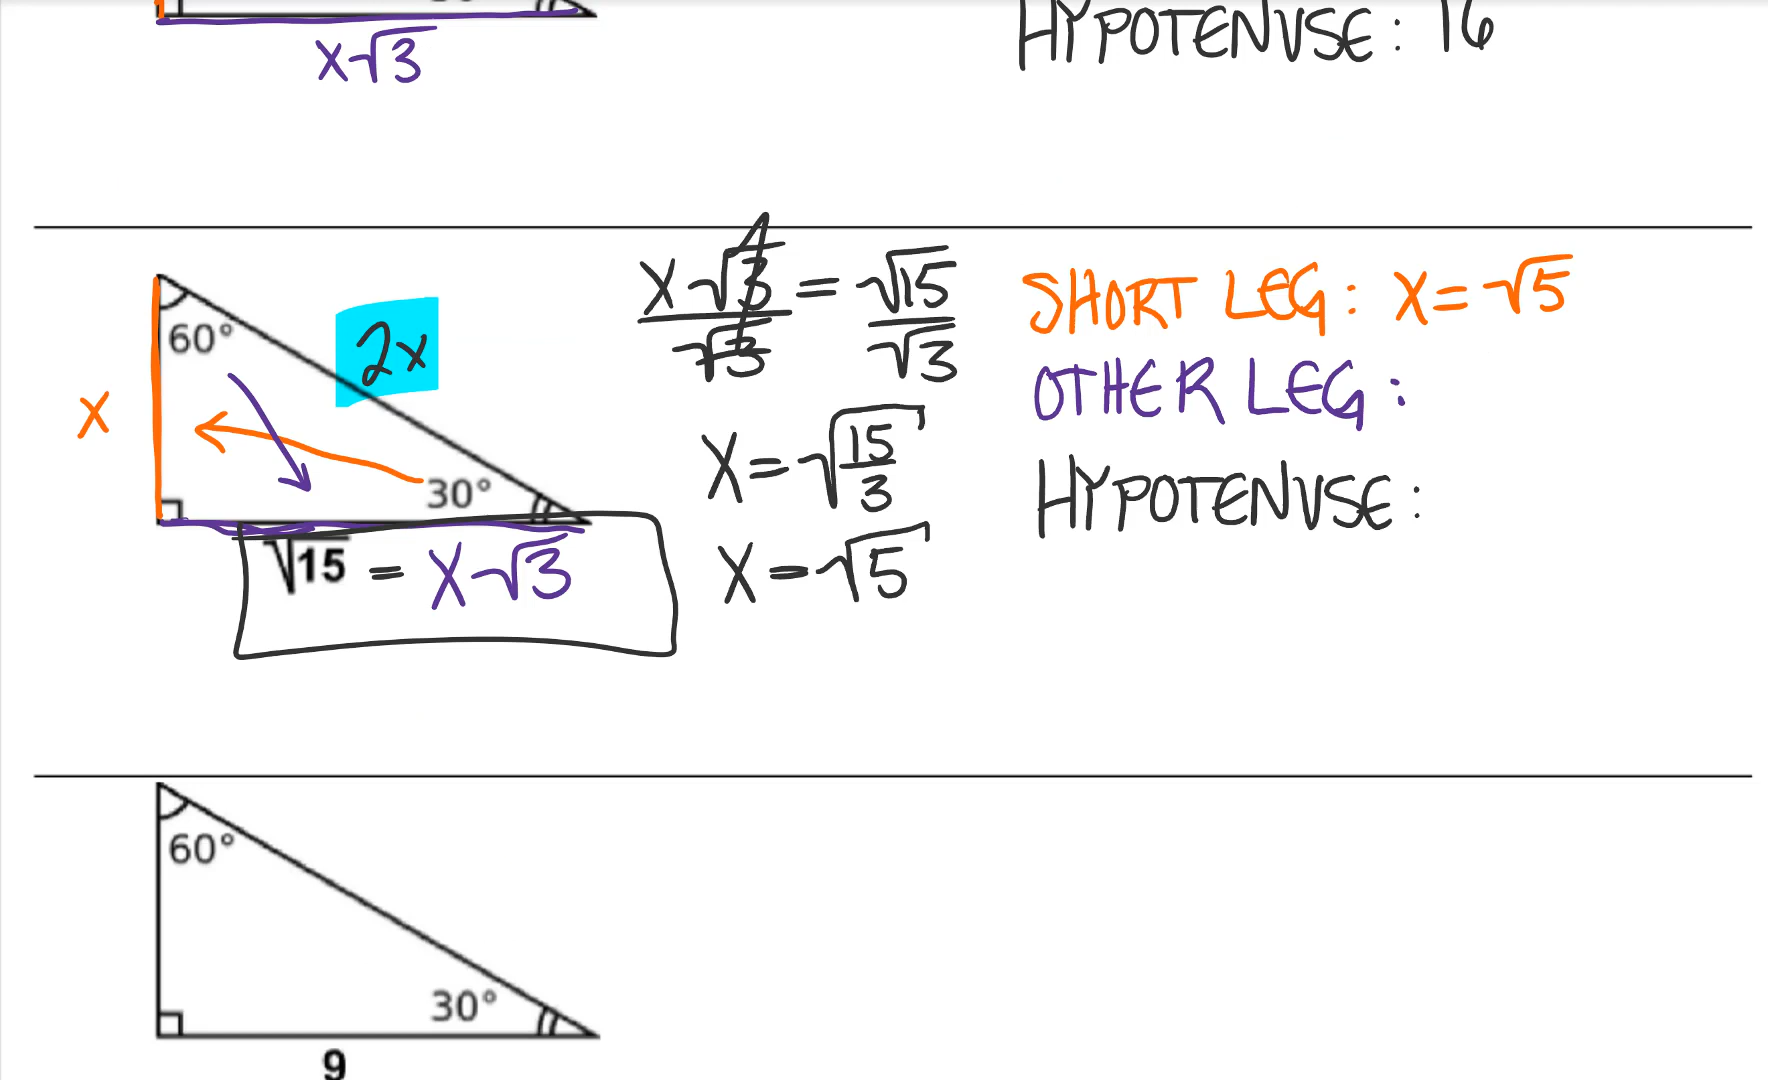 x√3
HYPOTENUSE: 16
60°
2x
x√3/√3 = √15/√3
SHORT LEG: x=√5
OTHER LEG:
x
30°
x=√15/3
HYPOTENUSE:
√15 = x√3
x=√5
60°
30°
9